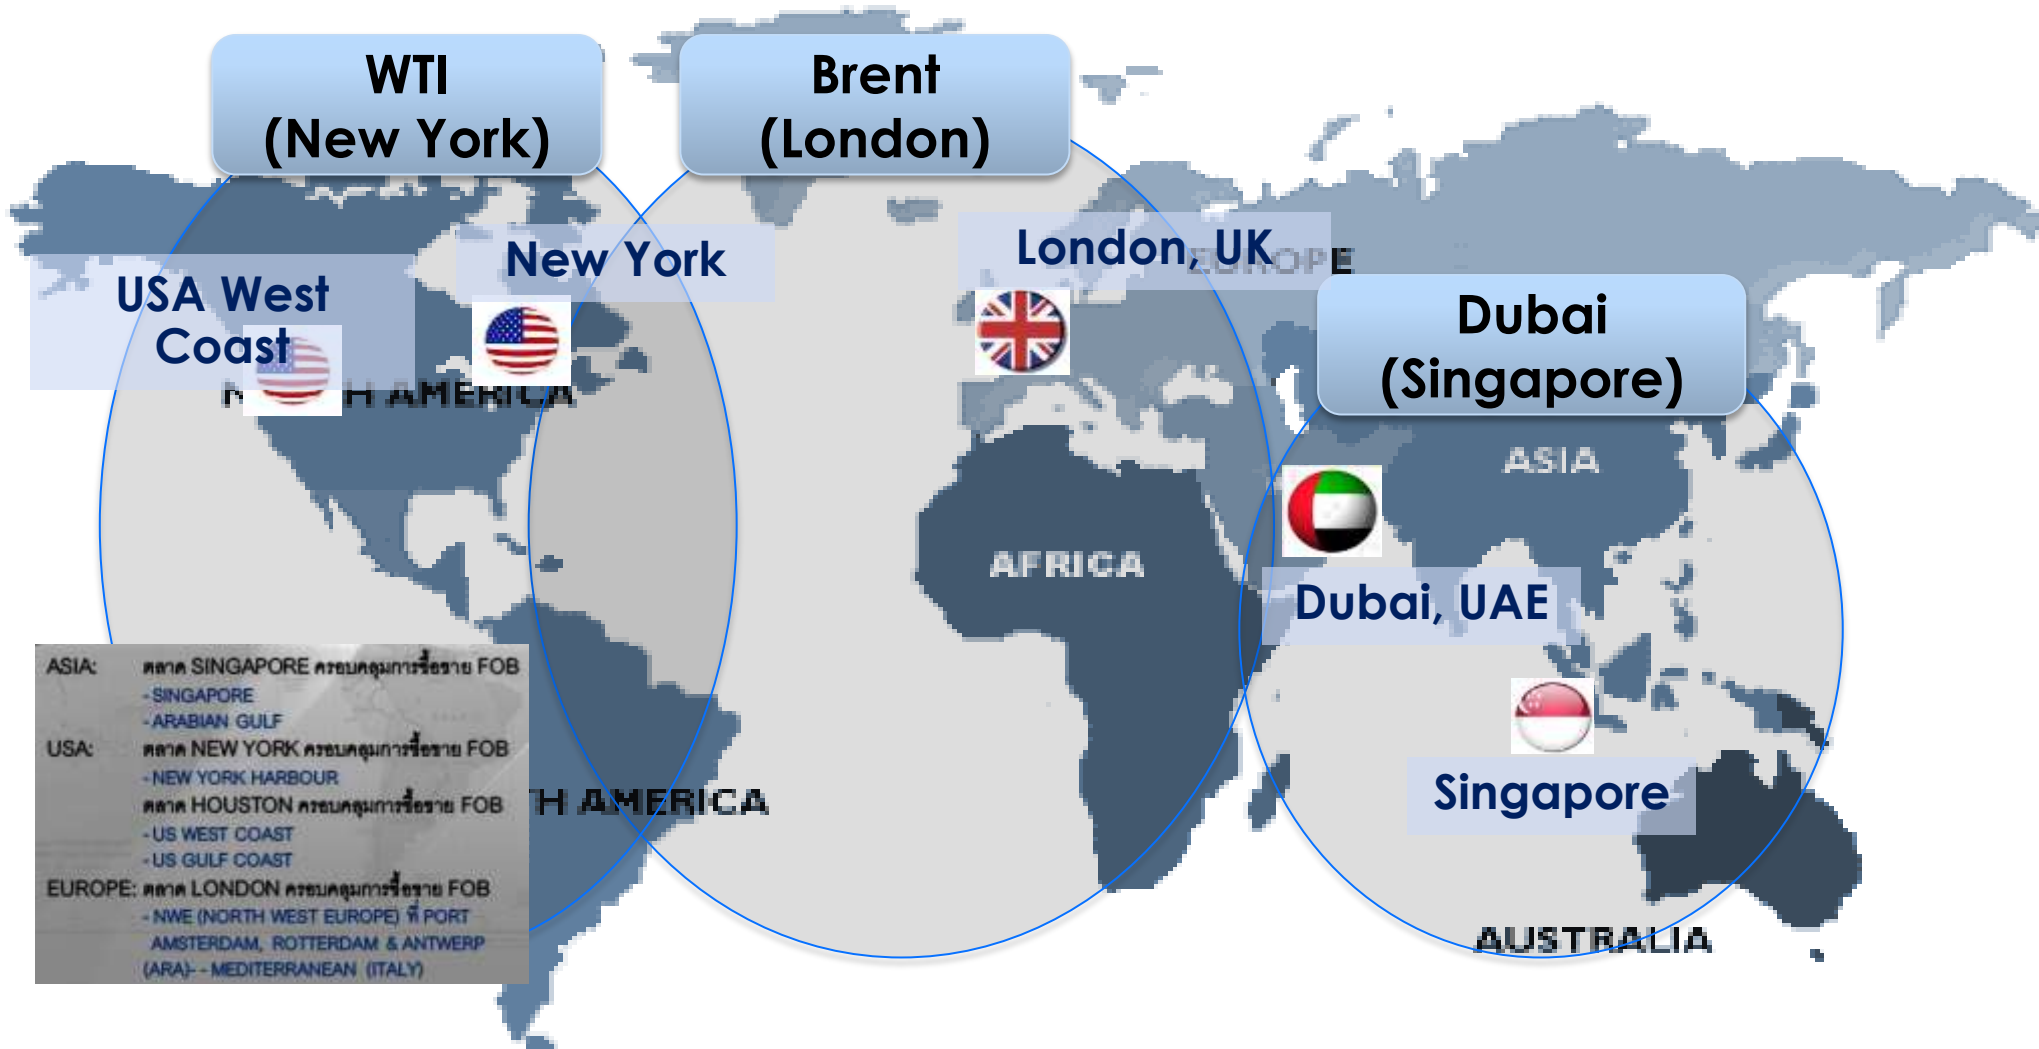 WTI
(New York)
Brent
(London)
New York
London, UK
EUROPE
USA West
Coast
Dubai
(Singapore)
H AMERICA
ASIA
AFRICA
Dubai, UAE
ASIA: ตลาด SINGAPORE ครอบคลุมการซื้อขาย FOB
- SINGAPORE
- ARABIAN GULF
USA: ตลาด NEW YORK ครอบคลุมการซื้อขาย FOB
- NEW YORK HARBOUR
ตลาด HOUSTON ครอบคลุมการซื้อขาย FOB
- US WEST COAST
- US GULF COAST
EUROPE: ตลาด LONDON ครอบคลุมการซื้อขาย FOB
- NWE (NORTH WEST EUROPE) ที่ PORT
AMSTERDAM, ROTTERDAM & ANTWERP
(ARA)- - MEDITERRANEAN (ITALY)
TH AMERICA
Singapore
AUSTRALIA